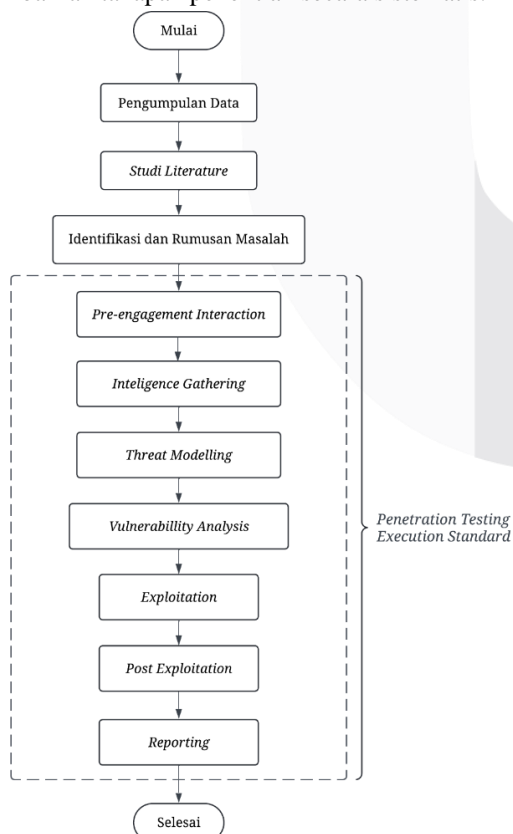 Mulai
Pengumpulan Data
Studi Literature
Identifikasi dan Rumusan Masalah
Pre-engagement Interaction
Inteligence Gathering
Threat Modelling
Vulnerabillity Analysis
Penetration Testing
Execution Standard
Exploitation
Post Exploitation
Reporting
Selesai